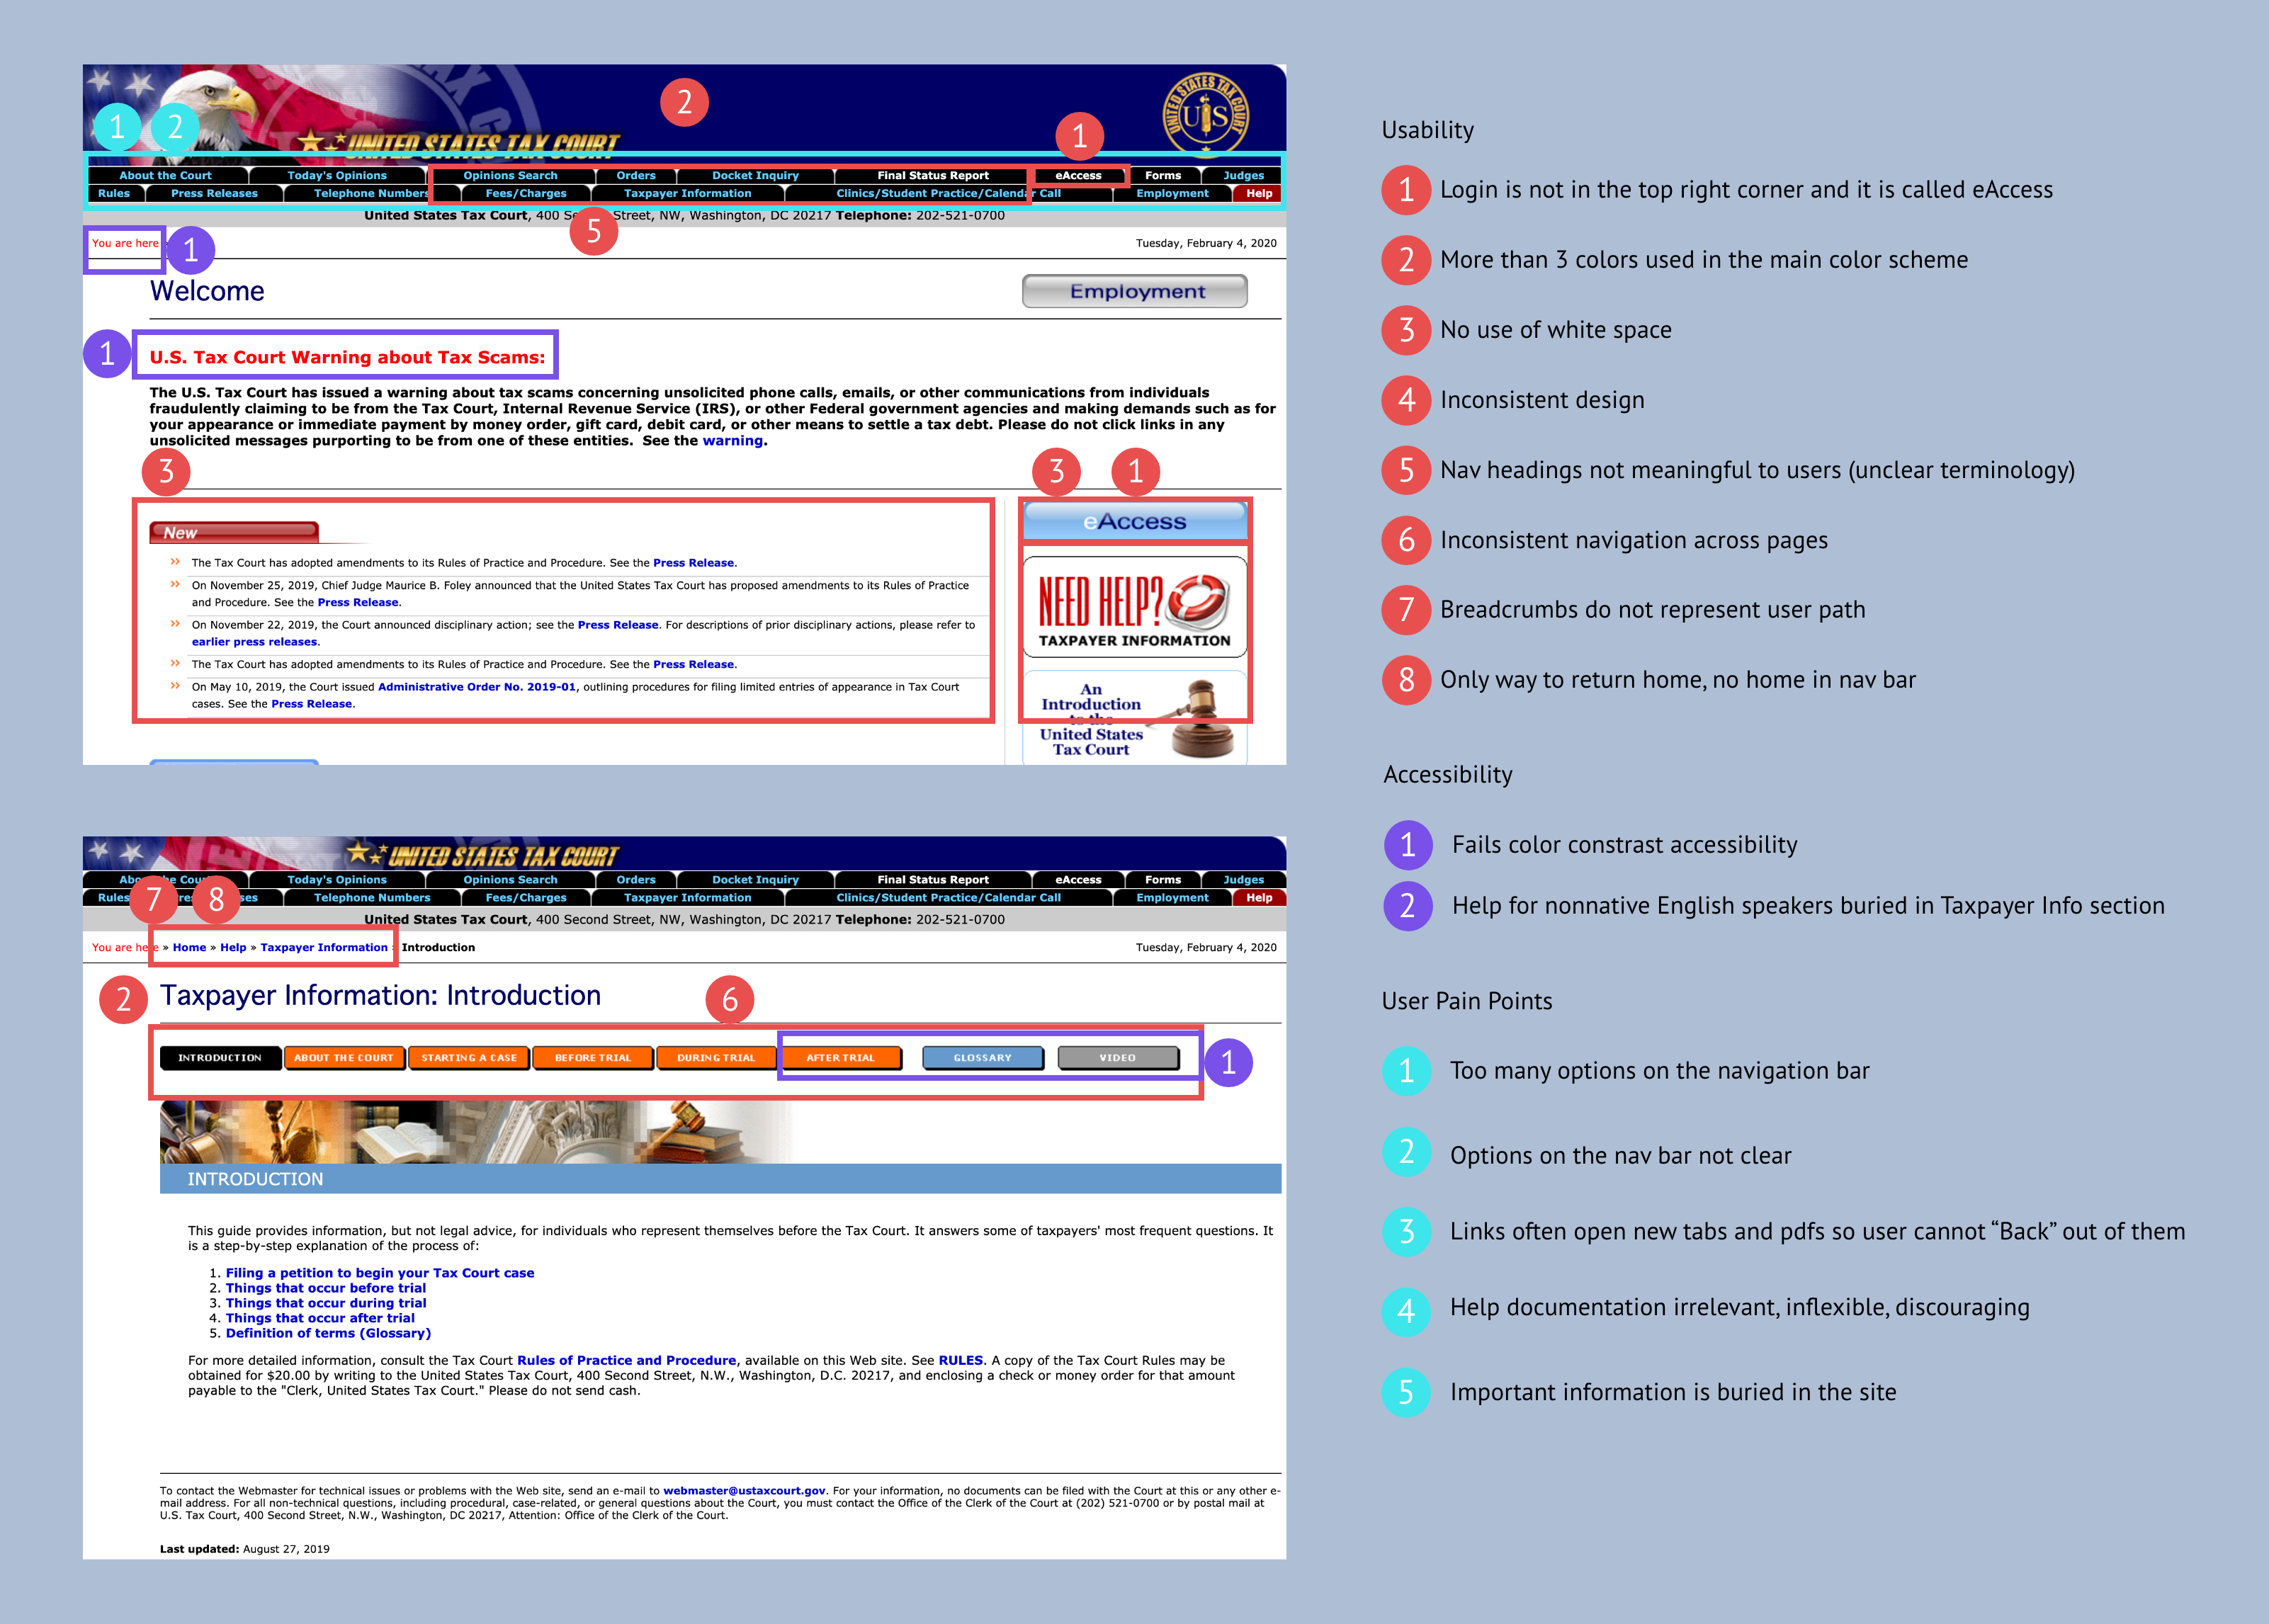 2
1
1 2
UNITED STATES TAX COURT
UNITED STATES TAX COURT
US
About the Court Today's Opinions Opinions Search Orders Docket Inquiry Final Status Report eAccess Forms Judges
Rules Press Releases Telephone Numbers Fees/Charges Taxpayer Information Clinics/Student Practice/Calendar Call Employment Help
United States Tax Court, 400 Street, NW, Washington, DC 20217 Telephone: 202-521-0700
5
You are here
1
Tuesday, February 4, 2020
Welcome
Employment
1
U.S. Tax Court Warning about Tax Scams:
The U.S. Tax Court has issued a warning about tax scams concerning unsolicited phone calls, emails, or other communications from individuals
fraudulently claiming to be from the Tax Court, Internal Revenue Service (IRS), or other Federal government agencies and making demands such as for
your appearance or immediate payment by money order, gift card, debit card, or other means to settle a tax debt. Please do not click links in any
unsolicited messages purporting to be from one of these entities. See the warning.
3
3 1
New
» The Tax Court has adopted amendments to its Rules of Practice and Procedure. See the Press Release.
» On November 25, 2019, Chief Judge Maurice B. Foley announced that the United States Tax Court has proposed amendments to its Rules of Practice
and Procedure. See the Press Release.
» On November 22, 2019, the Court announced disciplinary action; see the Press Release. For descriptions of prior disciplinary actions, please refer to
earlier press releases.
» The Tax Court has adopted amendments to its Rules of Practice and Procedure. See the Press Release.
» On May 10, 2019, the Court issued Administrative Order No. 2019-01, outlining procedures for filing limited entries of appearance in Tax Court
cases. See the Press Release.
eAccess
NEED HELP?
TAXPAYER INFORMATION
An
Introduction
to the
United States
Tax Court
UNITED STATES TAX COURT
About the Court Today's Opinions Opinions Search Orders Docket Inquiry Final Status Report eAccess Forms Judges
Rules Telephone Numbers Fees/Charges Taxpayer Information Clinics/Student Practice/Calendar Call Employment Help
7 8
United States Tax Court, 400 Second Street, NW, Washington, DC 20217 Telephone: 202-521-0700
You are here » Home » Help » Taxpayer Information Introduction
Tuesday, February 4, 2020
2
Taxpayer Information: Introduction
6
INTRODUCTION ABOUT THE COURT STARTING A CASE BEFORE TRIAL DURING TRIAL AFTER TRIAL GLOSSARY VIDEO
1
INTRODUCTION
This guide provides information, but not legal advice, for individuals who represent themselves before the Tax Court. It answers some of taxpayers' most frequent questions. It
is a step-by-step explanation of the process of:
1. Filing a petition to begin your Tax Court case
2. Things that occur before trial
3. Things that occur during trial
4. Things that occur after trial
5. Definition of terms (Glossary)
For more detailed information, consult the Tax Court Rules of Practice and Procedure, available on this Web site. See RULES. A copy of the Tax Court Rules may be
obtained for $20.00 by writing to the United States Tax Court, 400 Second Street, N.W., Washington, D.C. 20217, and enclosing a check or money order for that amount
payable to the "Clerk, United States Tax Court." Please do not send cash.
To contact the Webmaster for technical issues or problems with the Web site, send an e-mail to webmaster@ustaxcourt.gov. For your information, no documents can be filed with the Court at this or any other e-
mail address. For all non-technical questions, including procedural, case-related, or general questions about the Court, you must contact the Office of the Clerk of the Court at (202) 521-0700 or by postal mail at
U.S. Tax Court, 400 Second Street, N.W., Washington, DC 20217, Attention: Office of the Clerk of the Court.
Last updated: August 27, 2019
Usability
1 Login is not in the top right corner and it is called eAccess
2 More than 3 colors used in the main color scheme
3 No use of white space
4 Inconsistent design
5 Nav headings not meaningful to users (unclear terminology)
6 Inconsistent navigation across pages
7 Breadcrumbs do not represent user path
8 Only way to return home, no home in nav bar
Accessibility
1 Fails color constrast accessibility
2 Help for nonnative English speakers buried in Taxpayer Info section
User Pain Points
1 Too many options on the navigation bar
2 Options on the nav bar not clear
3 Links often open new tabs and pdfs so user cannot “Back” out of them
4 Help documentation irrelevant, inflexible, discouraging
5 Important information is buried in the site